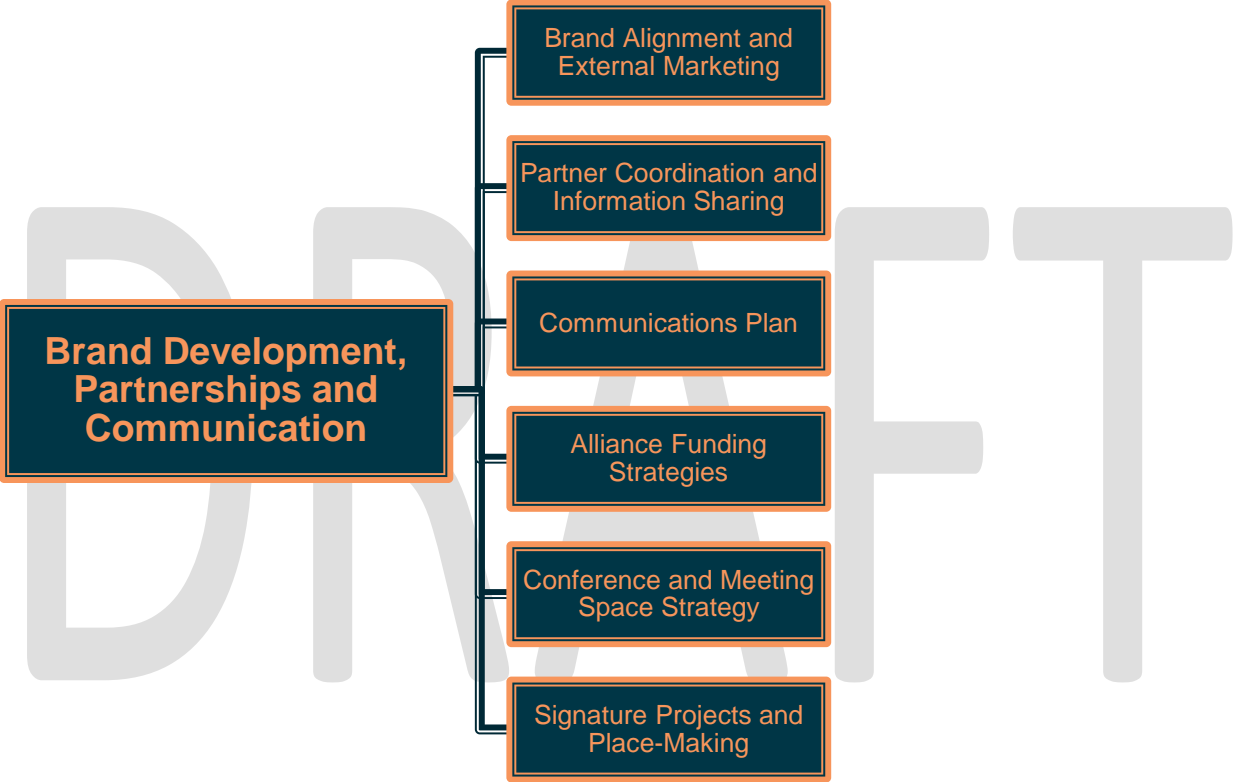 Brand Alignment and
External Marketing
Partner Coordination and
Information Sharing
Communications Plan
Brand Development,
Partnerships and
Communication
Alliance Funding
Strategies
Conference and Meeting
Space Strategy
Signature Projects and
Place-Making
DRAFT